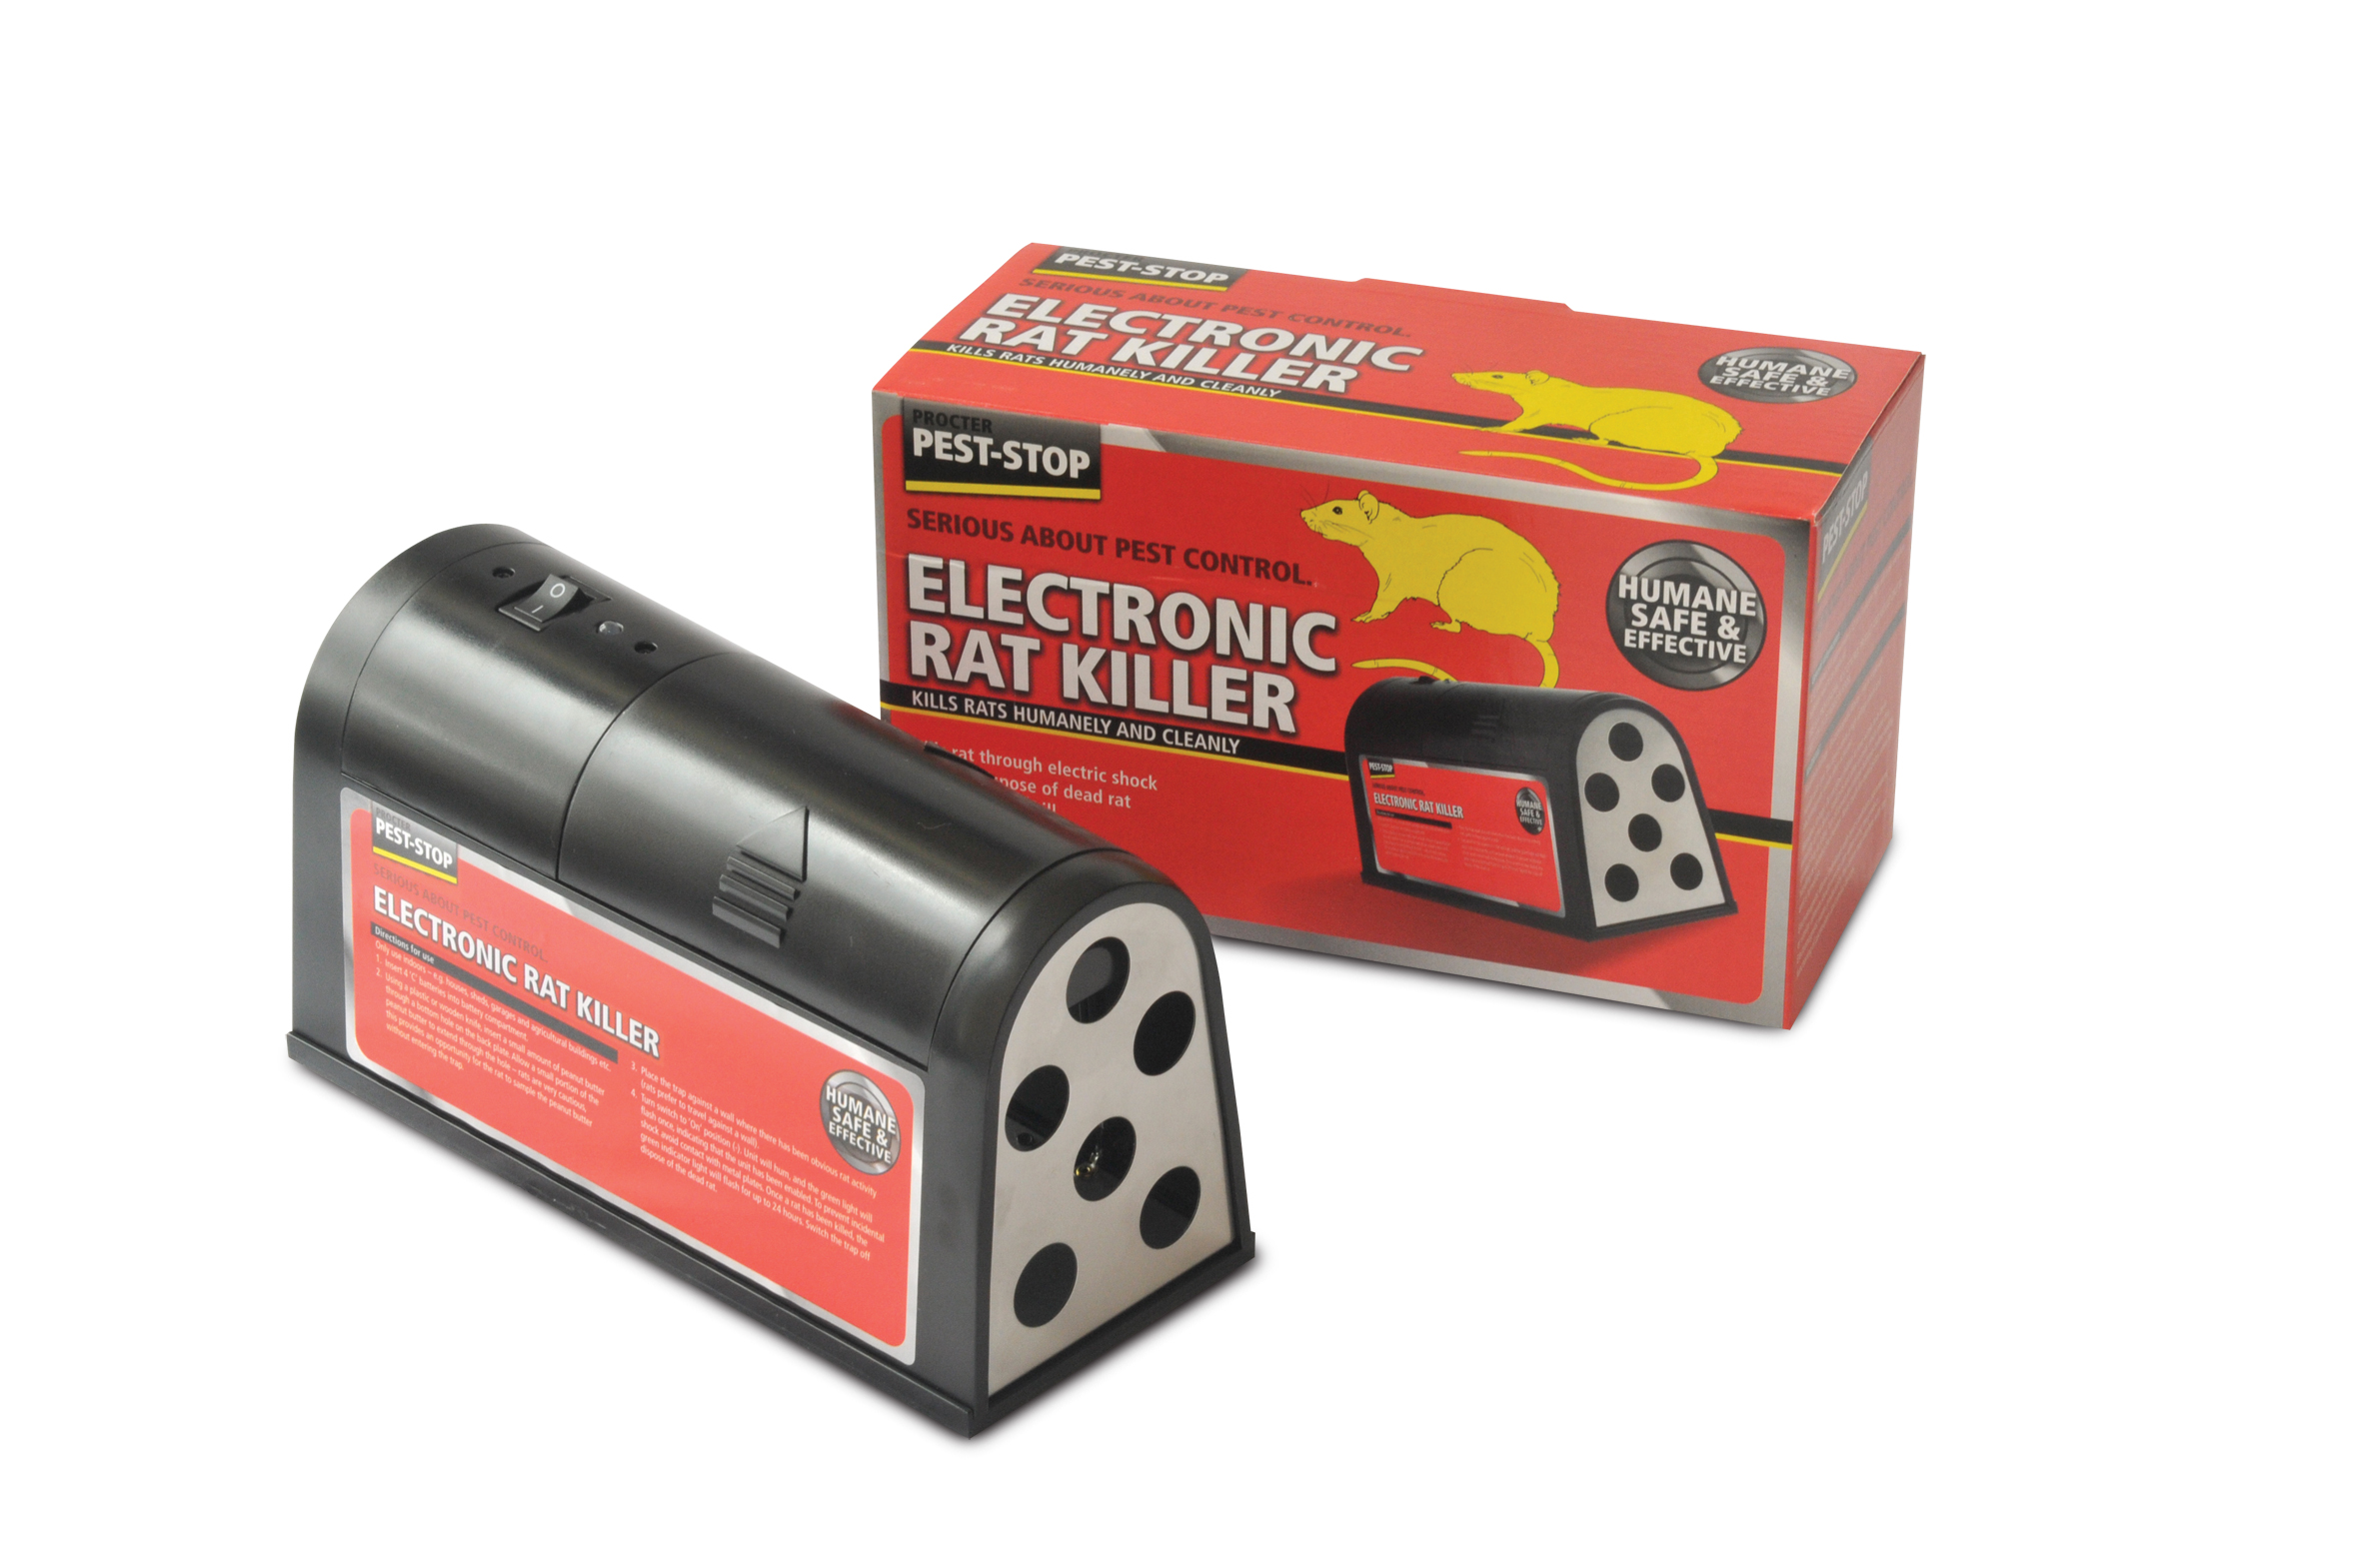 PEST-STOP
SERIOUS ABOUT PEST CONTROL.
ELECTRONIC
RAT KILLER
KILLS RATS HUMANELY AND CLEANLY
HUMANE
SAFE &
EFFECTIVE
PROCTER
PEST-STOP
SERIOUS ABOUT PEST CONTROL.
ELECTRONIC
RAT KILLER
KILLS RATS HUMANELY AND CLEANLY
rat through electric shock
of dead rat
HUMANE
SAFE &
EFFECTIVE
PEST-STOP
ELECTRONIC RAT KILLER
HUMANE
SAFE &
EFFECTIVE
PEST-STOP
O
I
PROCTER
PEST-STOP
SERIOUS ABOUT PEST CONTROL.
ELECTRONIC RAT KILLER
Directions for use
Only use indoors – e.g. houses, sheds, garages and agricultural buildings etc.
1. Insert 4 'C' batteries into battery compartment.
2. Using a plastic or wooden knife, insert a small amount of peanut butter
through a bottom hole on the back plate. Allow a small portion of the
peanut butter to extend through the hole – rats are very cautious,
this provides an opportunity for the rat to sample the peanut butter
without entering the trap.
3. Place the trap against a wall where there has been obvious rat activity
(rats prefer to travel against a wall).
4. Turn switch to 'On' position (-). Unit will hum, and the green light will
flash once, indicating that the unit has been enabled. To prevent incidental
shock avoid contact with metal plates. Once a rat has been killed, the
green indicator light will flash for up to 24 hours. Switch the trap off
dispose of the dead rat.
HUMANE
SAFE &
EFFECTIVE